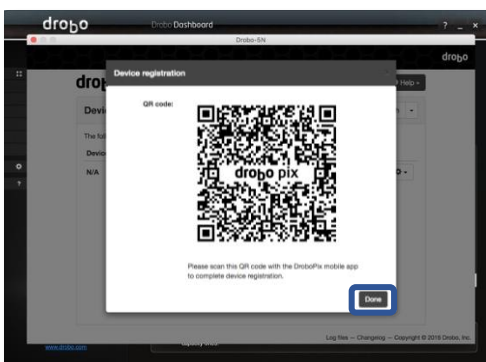 drobo
Drobo Dashboard
? _ x
Drobo-5N
drobo
Device registration
QR code:
drobo pix
Help
Devi
The fol
Device
N/A
Please scan this QR code with the DroboPix mobile app
to complete device registration.
Done
Log files — Changelog — Copyright © 2016 Drobo, Inc.
www.drobo.com